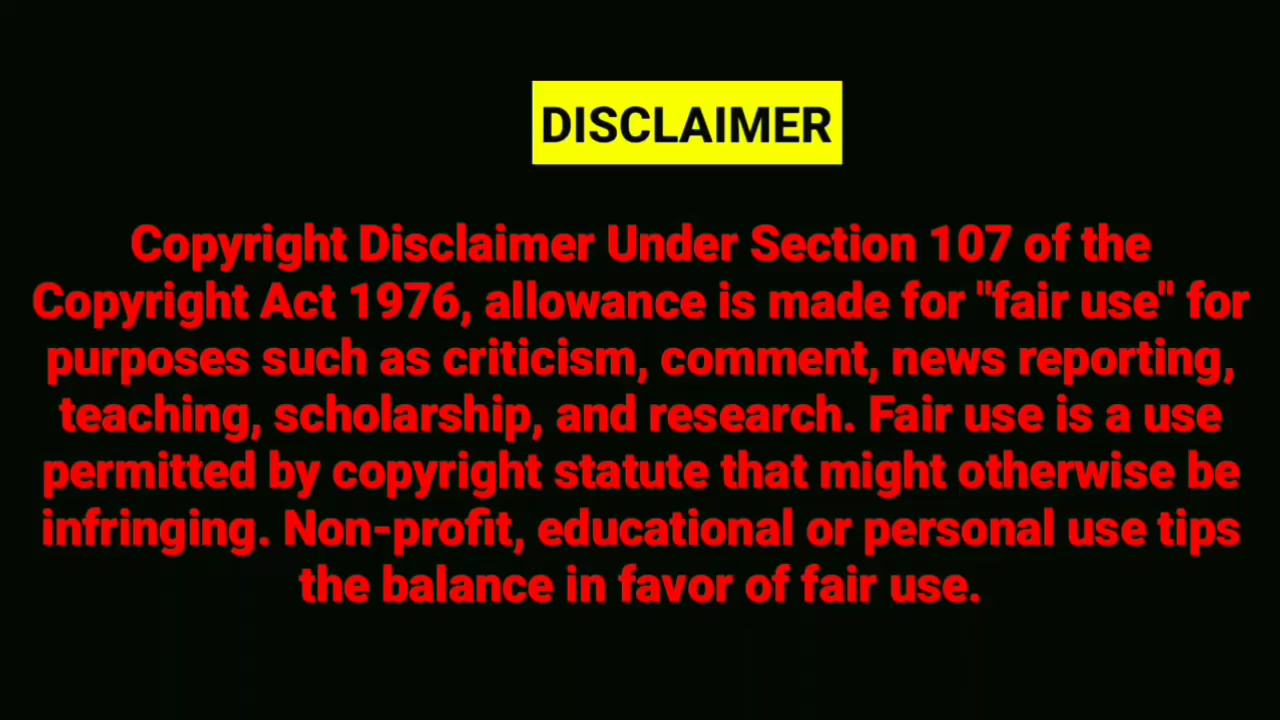 DISCLAIMER
Copyright Disclaimer Under Section 107 of the
Copyright Act 1976, allowance is made for "fair use" for
purposes such as criticism, comment, news reporting,
teaching, scholarship, and research. Fair use is a use
permitted by copyright statute that might otherwise be
infringing. Non-profit, educational or personal use tips
the balance in favor of fair use.